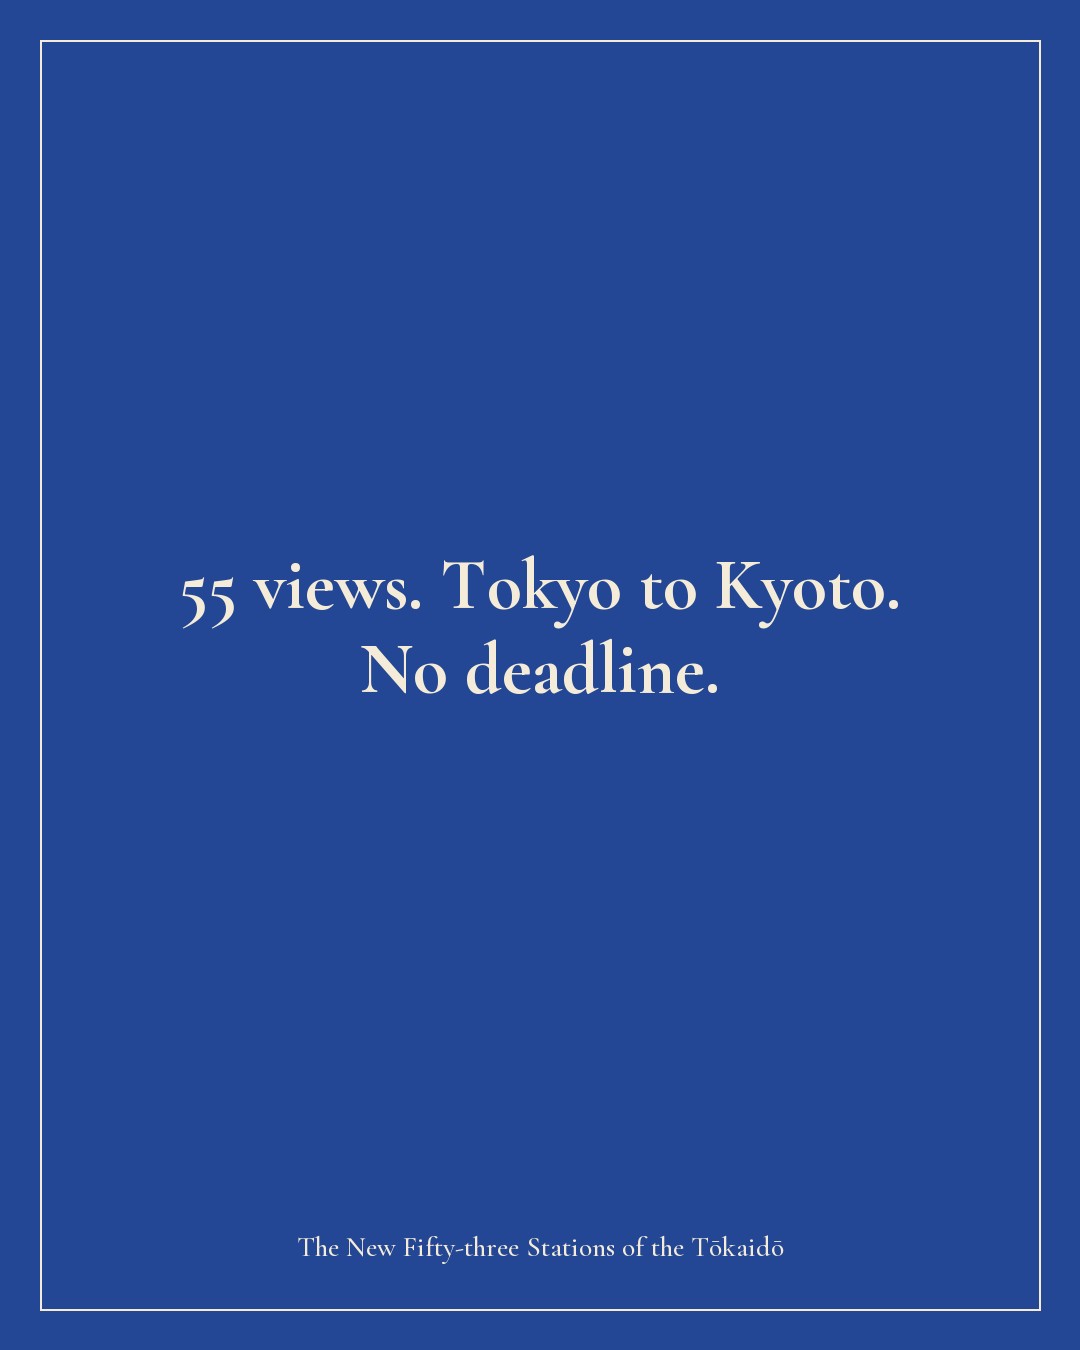 55 views. Tokyo to Kyoto.
No deadline.
The New Fifty-three Stations of the Tōkaidō